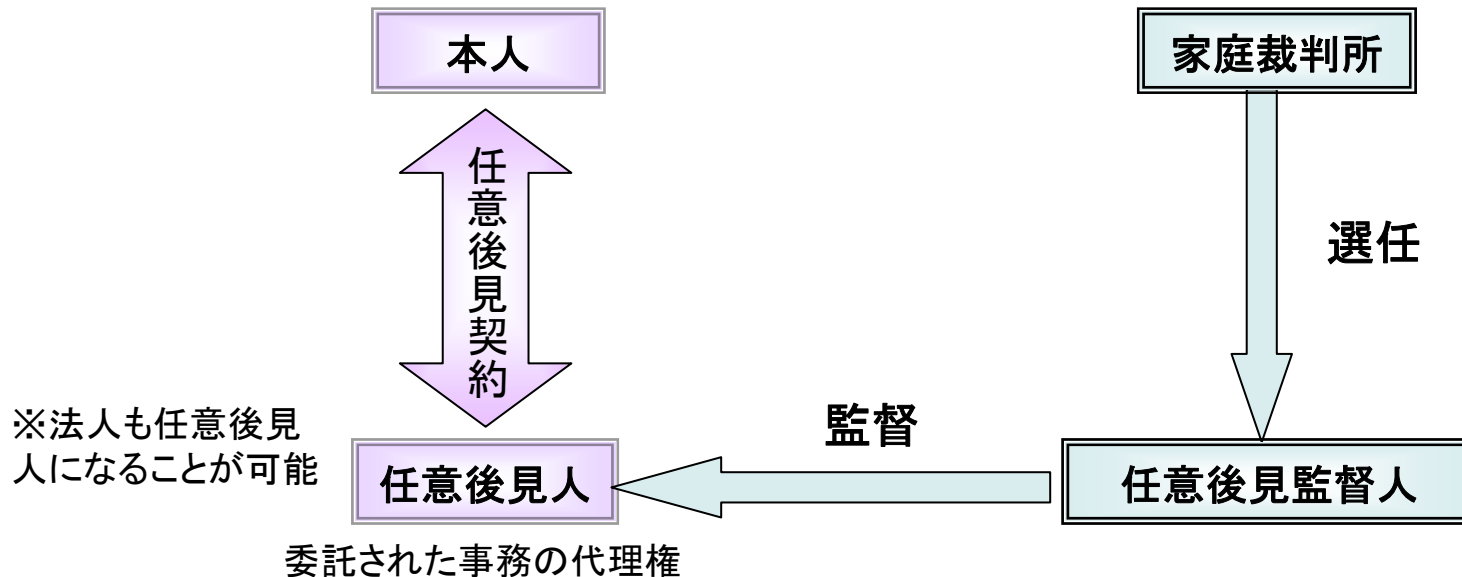 本人
家庭裁判所
任意後見契約
選任
※法人も任意後見
人になることが可能
監督
任意後見人
任意後見監督人
委託された事務の代理権